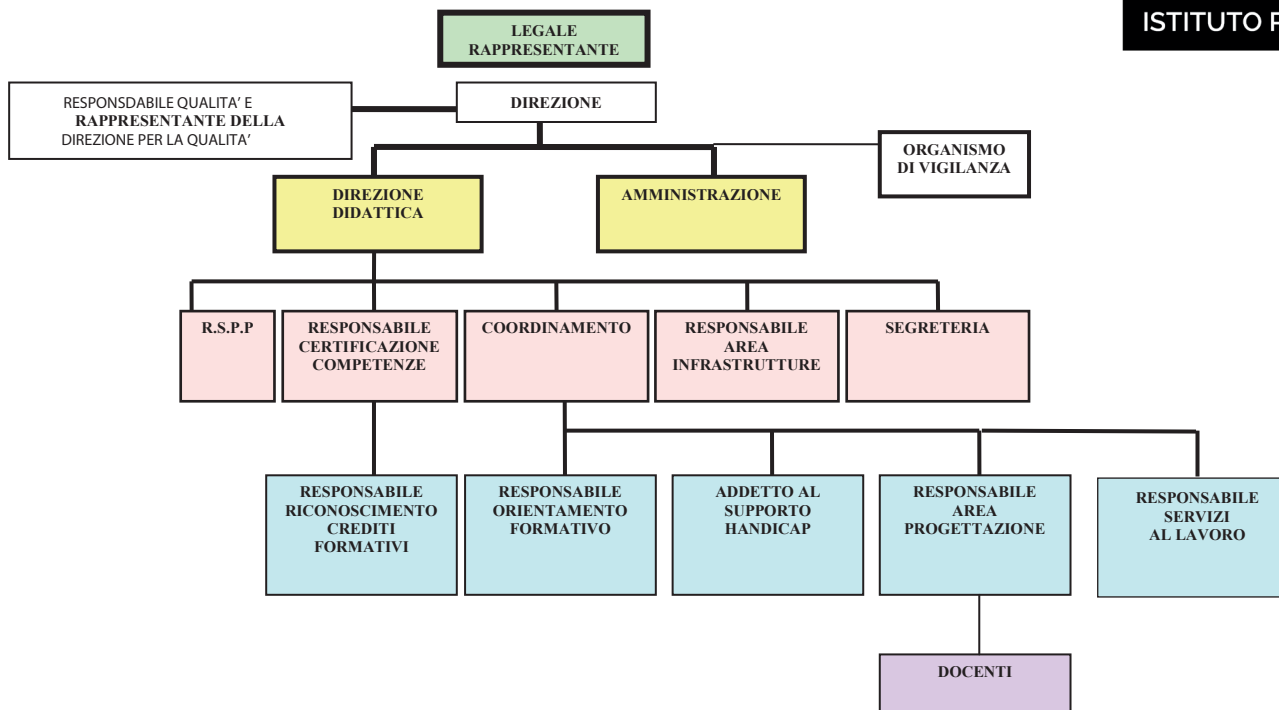 ISTITUTO
LEGALE
RAPPRESENTANTE
RESPONSDABILE QUALITA’ E
RAPPRESENTANTE DELLA
DIREZIONE PER LA QUALITA’
DIREZIONE
ORGANISMO
DI VIGILANZA
DIREZIONE
DIDATTICA
AMMINISTRAZIONE
R.S.P.P
RESPONSABILE
CERTIFICAZIONE
COMPETENZE
COORDINAMENTO
RESPONSABILE
AREA
INFRASTRUTTURE
SEGRETERIA
RESPONSABILE
RICONOSCIMENTO
CREDITI
FORMATIVI
RESPONSABILE
ORIENTAMENTO
FORMATIVO
ADDETTO AL
SUPPORTO
HANDICAP
RESPONSABILE
AREA
PROGETTAZIONE
RESPONSABILE
SERVIZI
AL LAVORO
DOCENTI